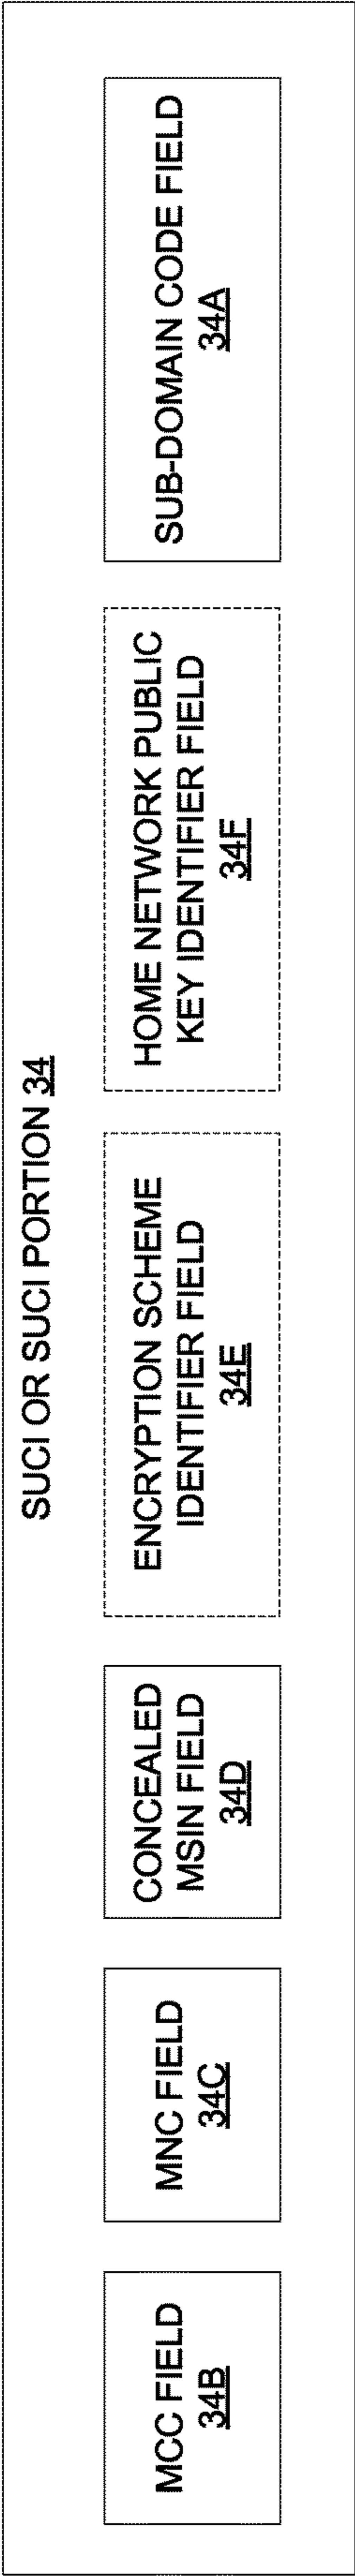 SUCI OR SUCI PORTION 34
MCC FIELD
34B
MNC FIELD
34C
CONCEALED
MSIN FIELD
34D
ENCRYPTION SCHEME
IDENTIFIER FIELD
34E
HOME NETWORK PUBLIC
KEY IDENTIFIER FIELD
34F
SUB-DOMAIN CODE FIELD
34A